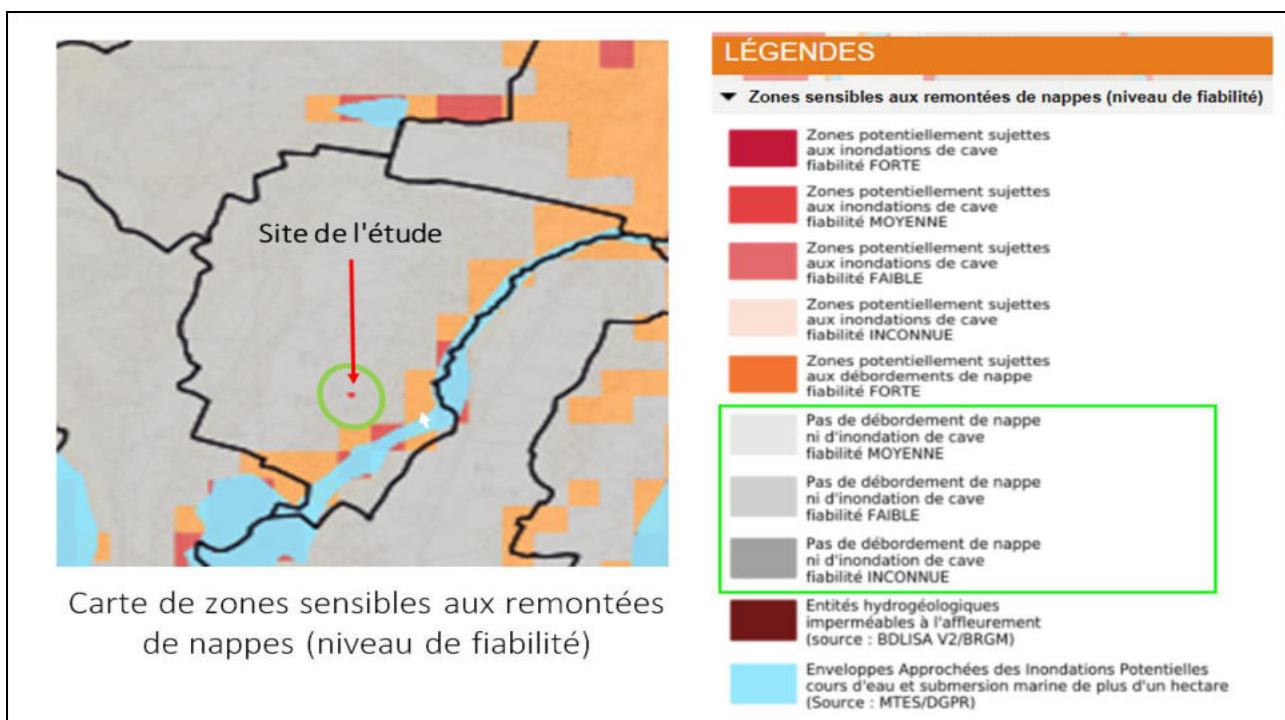 Site de l'étude
Carte de zones sensibles aux remontées
de nappes (niveau de fiabilité)
LÉGENDES
Zones sensibles aux remontées de nappes (niveau de fiabilité)
Zones potentiellement sujettes
aux inondations de cave
fiabilité FORTE
Zones potentiellement sujettes
aux inondations de cave
fiabilité MOYENNE
Zones potentiellement sujettes
aux inondations de cave
fiabilité FAIBLE
Zones potentiellement sujettes
aux inondations de cave
fiabilité INCONNUE
Zones potentiellement sujettes
aux débordements de nappe
fiabilité FORTE
Pas de débordement de nappe
ni d'inondation de cave
fiabilité MOYENNE
Pas de débordement de nappe
ni d'inondation de cave
fiabilité FAIBLE
Pas de débordement de nappe
ni d'inondation de cave
fiabilité INCONNUE
Entités hydrogéologiques
imperméables à l'affleurement
(source : BDLISA V2/BRGM)
Enveloppes Approchées des Inondations Potentielles
cours d'eau et submersion marine de plus d'un hectare
(Source : MTES/DGPR)